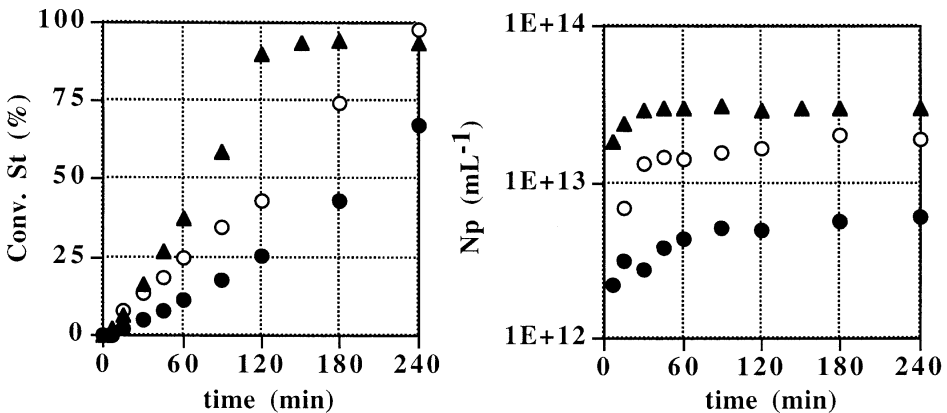 100
75
50
25
0
Conv. St (%)
0 60 120 180 240
time (min)
1E+14
1E+13
1E+12
Np (mL⁻¹)
0 60 120 180 240
time (min)